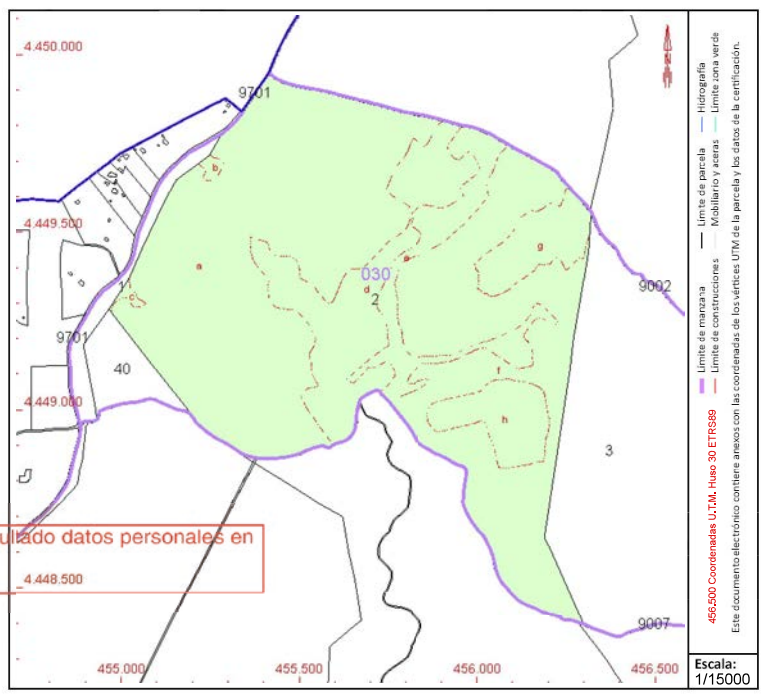 4.450.000
9701
b
4.449.500
a
e
g
030
d
2
9002
1
c
9701
40
f
4.449.000
h
3
ultado datos personales en
4.448.500
9007
455.000
455.500
456.000
456.500
N
Hidrografía
Límite zona verde
Límite de parcela
Mobiliario y aceras
Límite de manzana
Límite de construcciones
456,500 Coordenadas U.T.M. Huso 30 ETRS89
Este documento electrónico contiene anexos con las coordenadas de los vértices UTM de la parcela y los datos de la certificación.
Escala:
1/15000